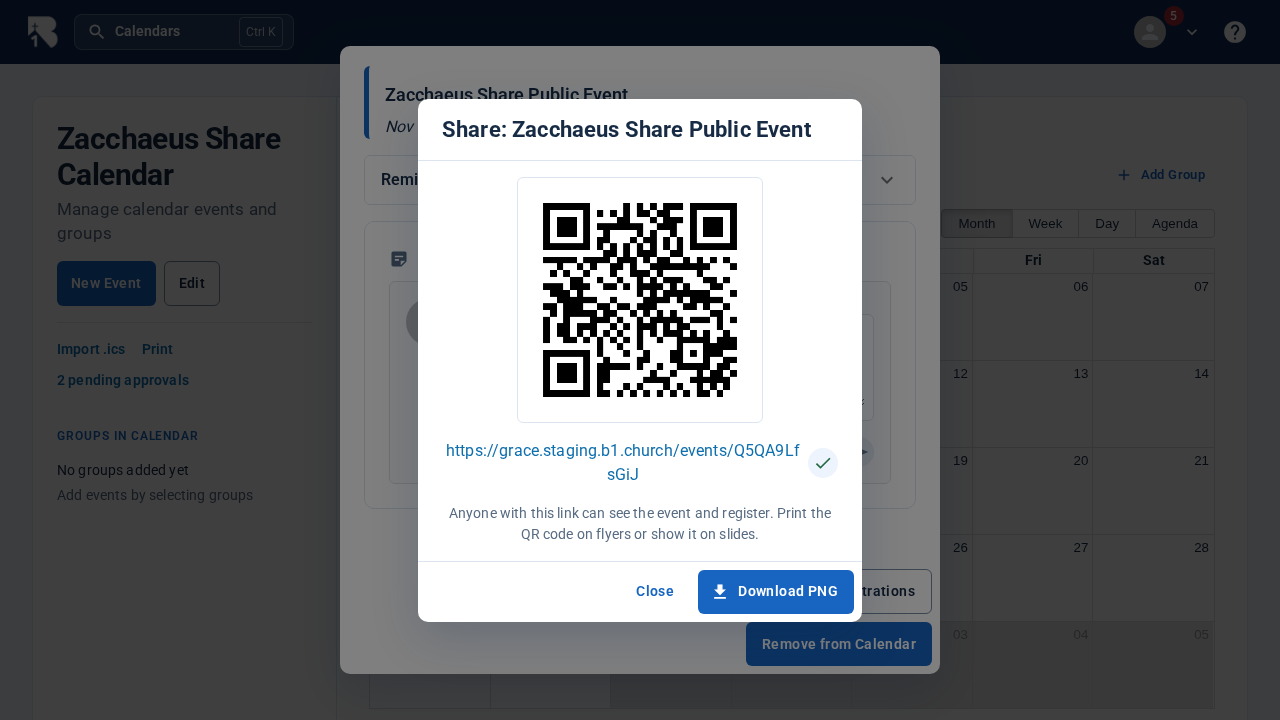 Calendars
Ctrl K
5
Zacchaeus Share Public Event
Nov
Zacchaeus Share
Calendar
Manage calendar events and
groups
New Event
Edit
Import .ics
Print
2 pending approvals
GROUPS IN CALENDAR
No groups added yet
Add events by selecting groups
Share: Zacchaeus Share Public Event
https://grace.staging.b1.church/events/Q5QA9Lf
sGiJ
Anyone with this link can see the event and register. Print the
QR code on flyers or show it on slides.
Close
Download PNG
Remove from Calendar
Add Group
Month
Week
Day
Agenda
Fri
Sat
05
06
07
12
13
14
19
20
21
26
27
28
03
04
05